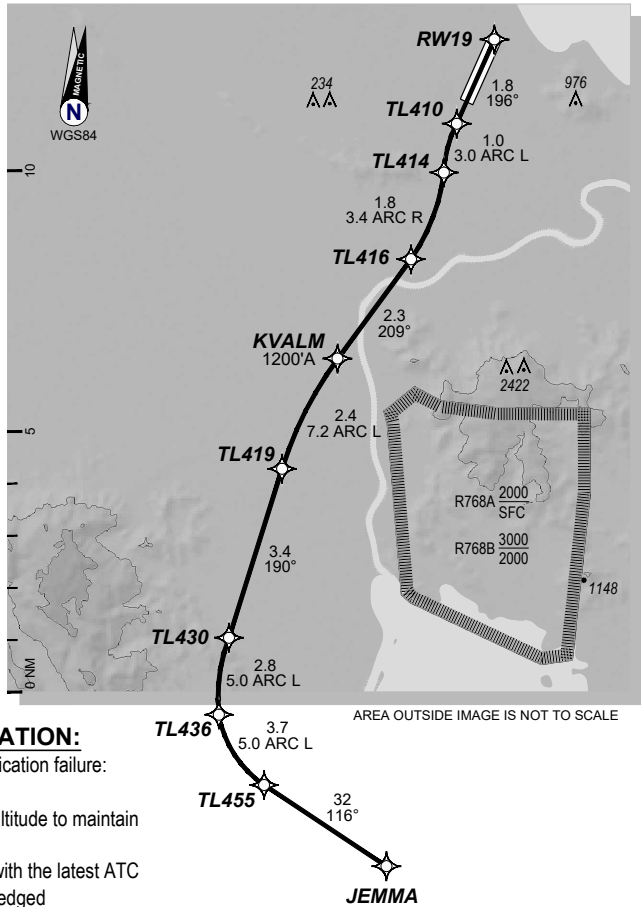 RW19
MAGNETIC
N
WGS84
234
1.8
196°
976
TL410
1.0
3.0 ARC L
10
TL414
1.8
3.4 ARC R
TL416
2.3
209°
KVALM
1200'A
2422
2.4
7.2 ARC L
5
TL419
R768A 2000
SFC
R768B 3000
2000
3.4
190°
1148
TL430
0 NM
2.8
5.0 ARC L
AREA OUTSIDE IMAGE IS NOT TO SCALE
TL436
ATION:
3.7
5.0 ARC L
ication failure:
TL455
32
116°
altitude to maintain
with the latest ATC
edged
JEMMA